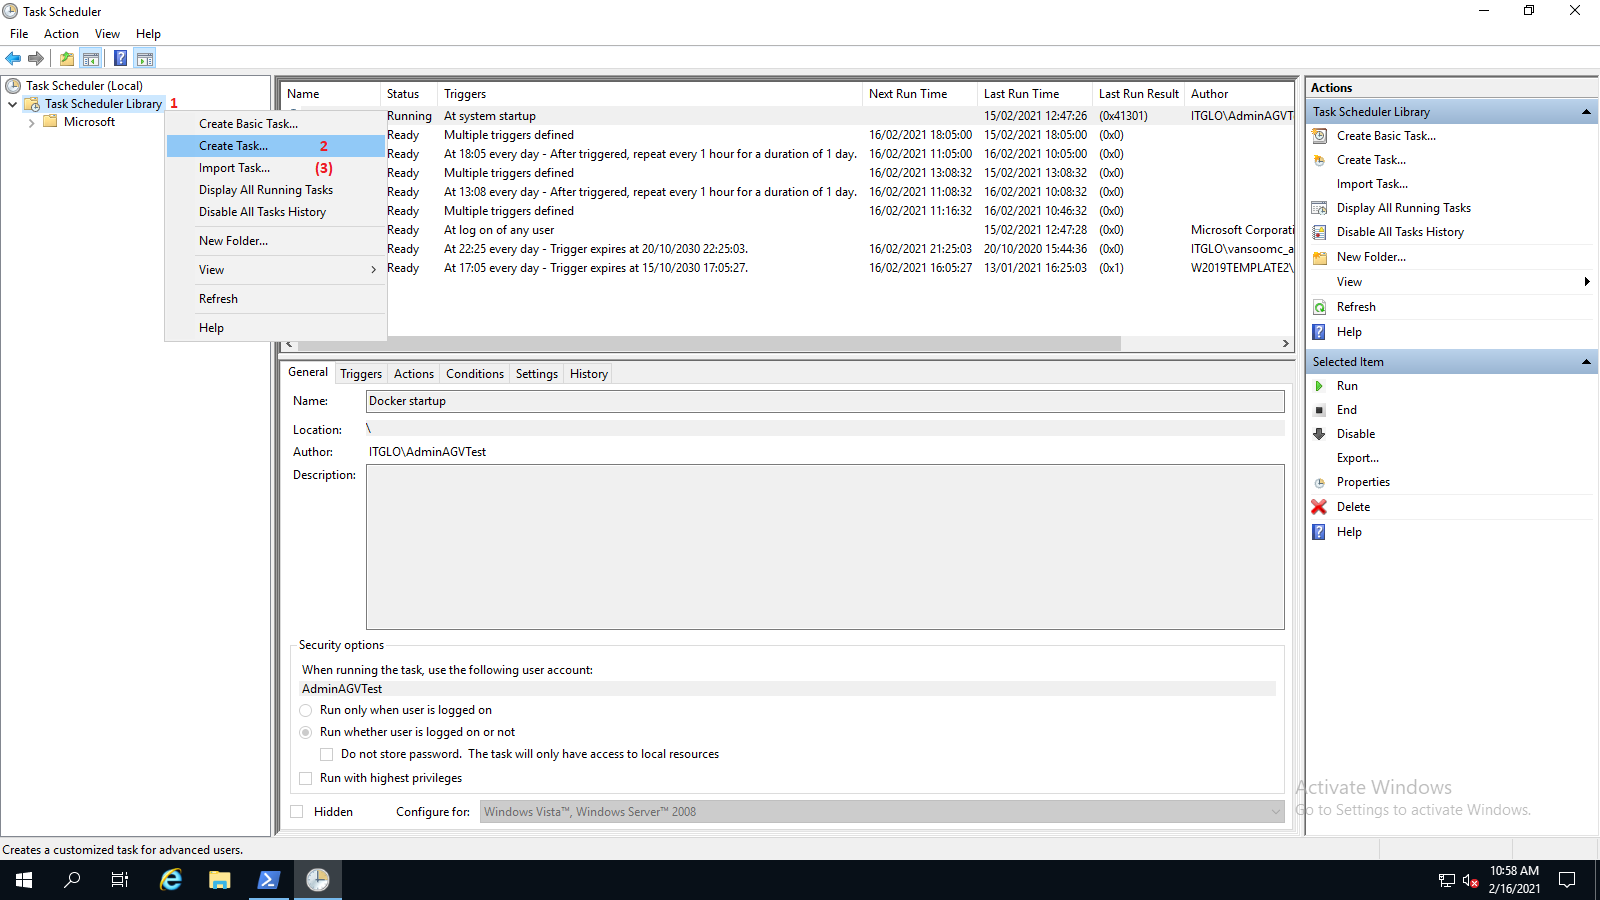 Task Scheduler
File Action View Help
Task Scheduler (Local)
Task Scheduler Library 1
Microsoft
Create Basic Task...
Create Task... 2
Import Task... (3)
Display All Running Tasks
Disable All Tasks History
New Folder...
View
Refresh
Help
Name Status Triggers Next Run Time Last Run Time Last Run Result Author
Running At system startup 15/02/2021 12:47:26 (0x41301) ITGLO\AdminAGVT
Ready Multiple triggers defined 16/02/2021 18:05:00 15/02/2021 18:05:00 (0x0)
Ready At 18:05 every day - After triggered, repeat every 1 hour for a duration of 1 day. 16/02/2021 11:05:00 16/02/2021 10:05:00 (0x0)
Ready Multiple triggers defined 16/02/2021 13:08:32 15/02/2021 13:08:32 (0x0)
Ready At 13:08 every day - After triggered, repeat every 1 hour for a duration of 1 day. 16/02/2021 11:08:32 16/02/2021 10:08:32 (0x0)
Ready Multiple triggers defined 16/02/2021 11:16:32 16/02/2021 10:46:32 (0x0)
Ready At log on of any user 15/02/2021 12:47:28 (0x0) Microsoft Corporati
Ready At 22:25 every day - Trigger expires at 20/10/2030 22:25:03. 16/02/2021 21:25:03 20/10/2020 15:44:36 (0x0) ITGLO\vansoomc_a
Ready At 17:05 every day - Trigger expires at 15/10/2030 17:05:27. 16/02/2021 16:05:27 13/01/2021 16:25:03 (0x1) W2019TEMPLATE2\
General Triggers Actions Conditions Settings History
Name: Docker startup
Location: \
Author: ITGLO\AdminAGVTest
Description:
Security options
When running the task, use the following user account:
AdminAGVTest
Run only when user is logged on
Run whether user is logged on or not
Do not store password. The task will only have access to local resources
Run with highest privileges
Hidden Configure for: Windows Vista™, Windows Server™ 2008
Actions
Task Scheduler Library
Create Basic Task...
Create Task...
Import Task...
Display All Running Tasks
Disable All Tasks History
New Folder...
View
Refresh
Help
Selected Item
Run
End
Disable
Export...
Properties
Delete
Help
Activate Windows
Go to Settings to activate Windows.
Creates a customized task for advanced users.
10:58 AM
2/16/2021